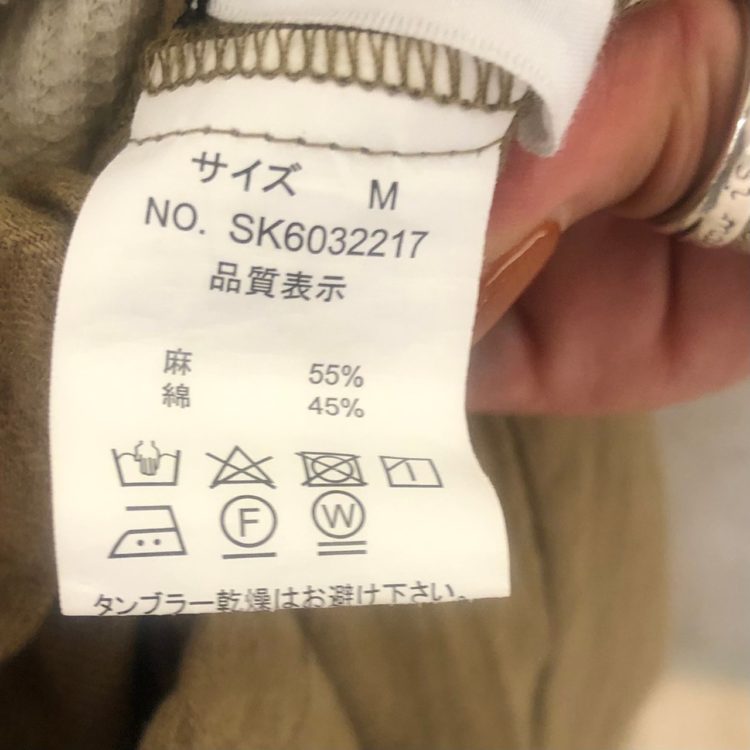 サイズ M
NO. SK6032217
品質表示
麻 55%
綿 45%
F W
タンブラー乾燥はお避け下さい。